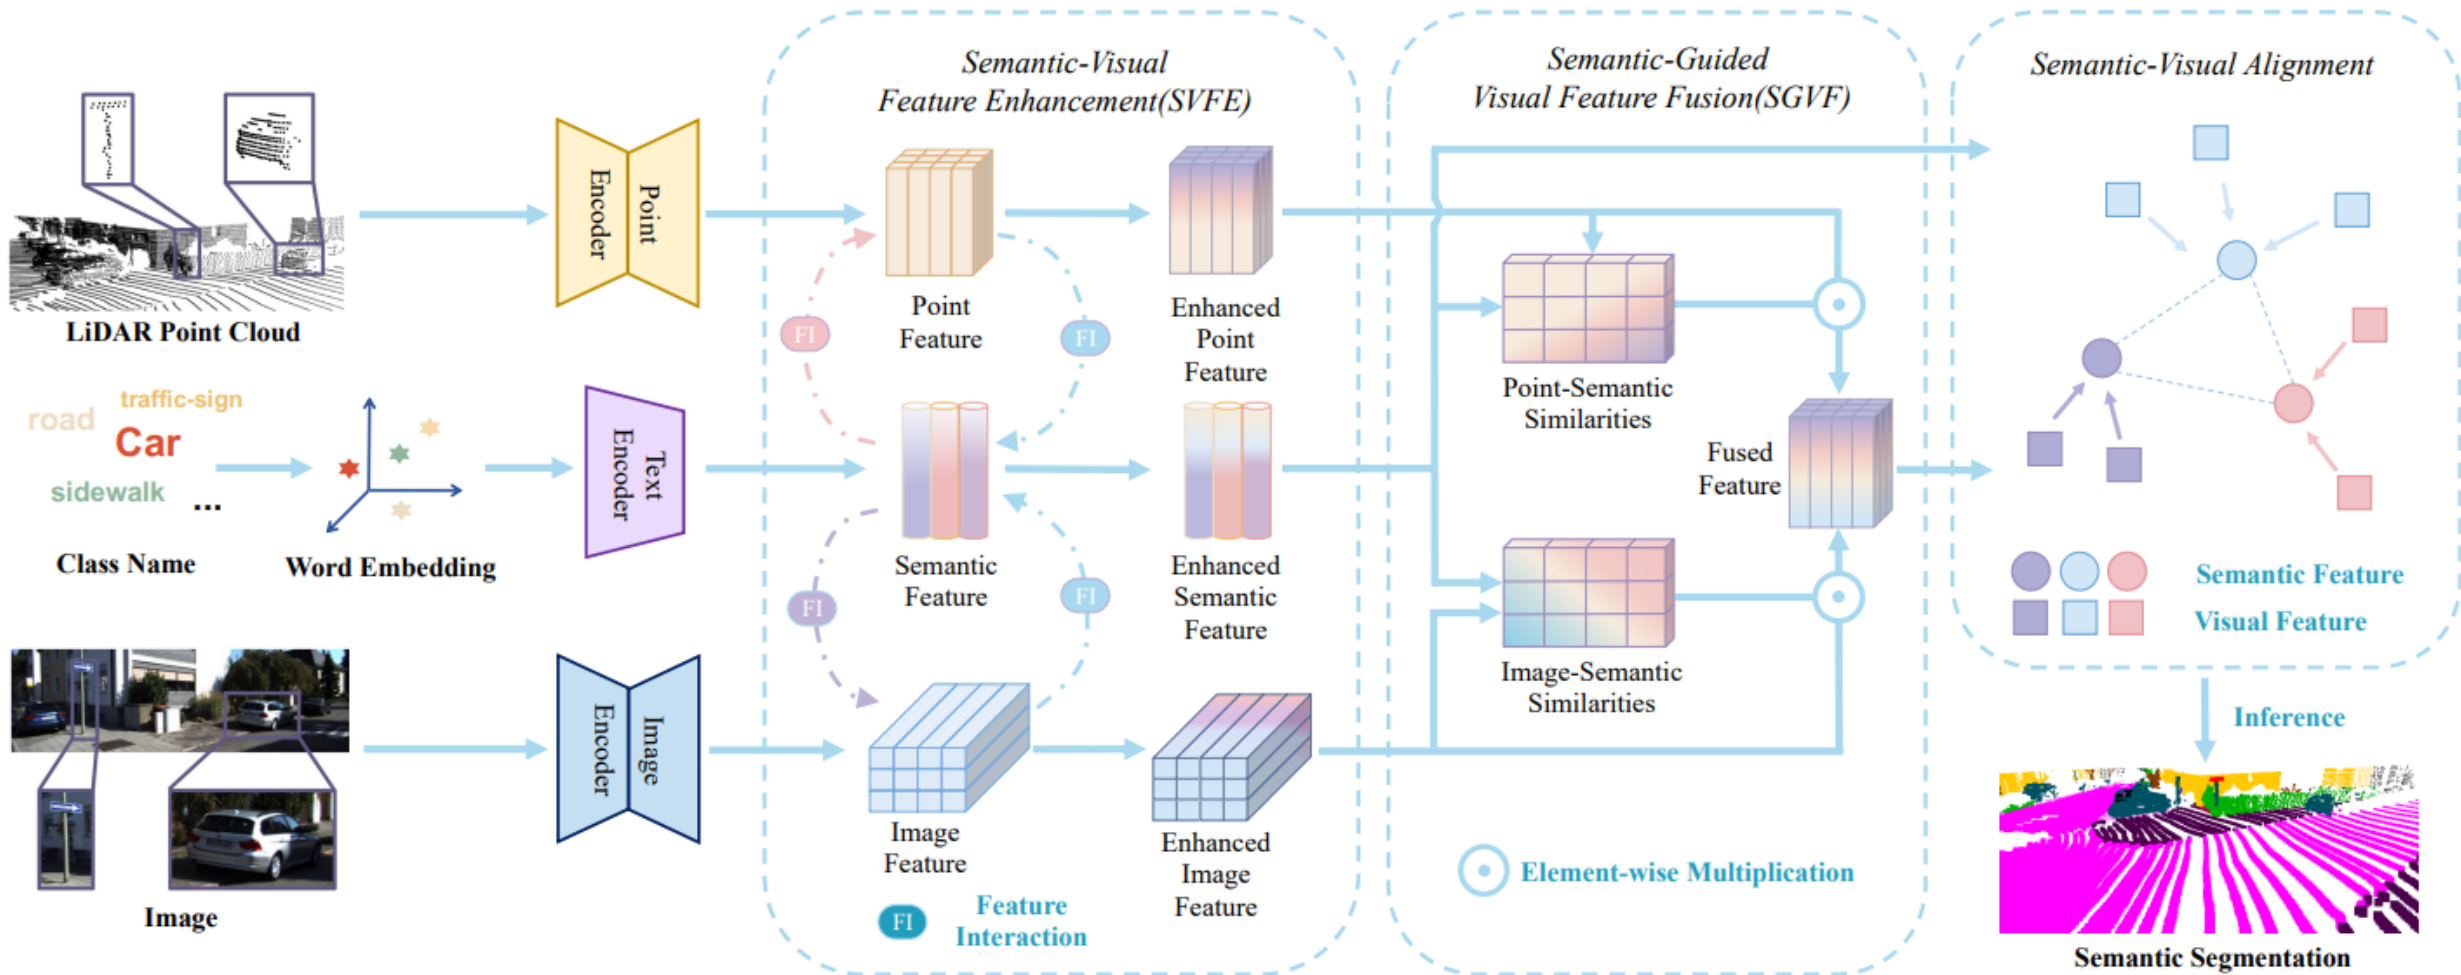 Semantic-Visual
Feature Enhancement(SVFE)
Semantic-Guided
Visual Feature Fusion(SGVF)
Semantic-Visual Alignment
LiDAR Point Cloud
Point
Encoder
Point
Feature
Enhanced
Point
Feature
FI
FI
Point-Semantic
Similarities
road
traffic-sign
Car
sidewalk
...
Class Name
Word Embedding
Text
Encoder
Semantic
Feature
Enhanced
Semantic
Feature
FI
FI
Fused
Feature
Image-Semantic
Similarities
Semantic Feature
Visual Feature
Image
Image
Encoder
Image
Feature
Enhanced
Image
Feature
FI
Feature
Interaction
Element-wise Multiplication
Inference
Semantic Segmentation